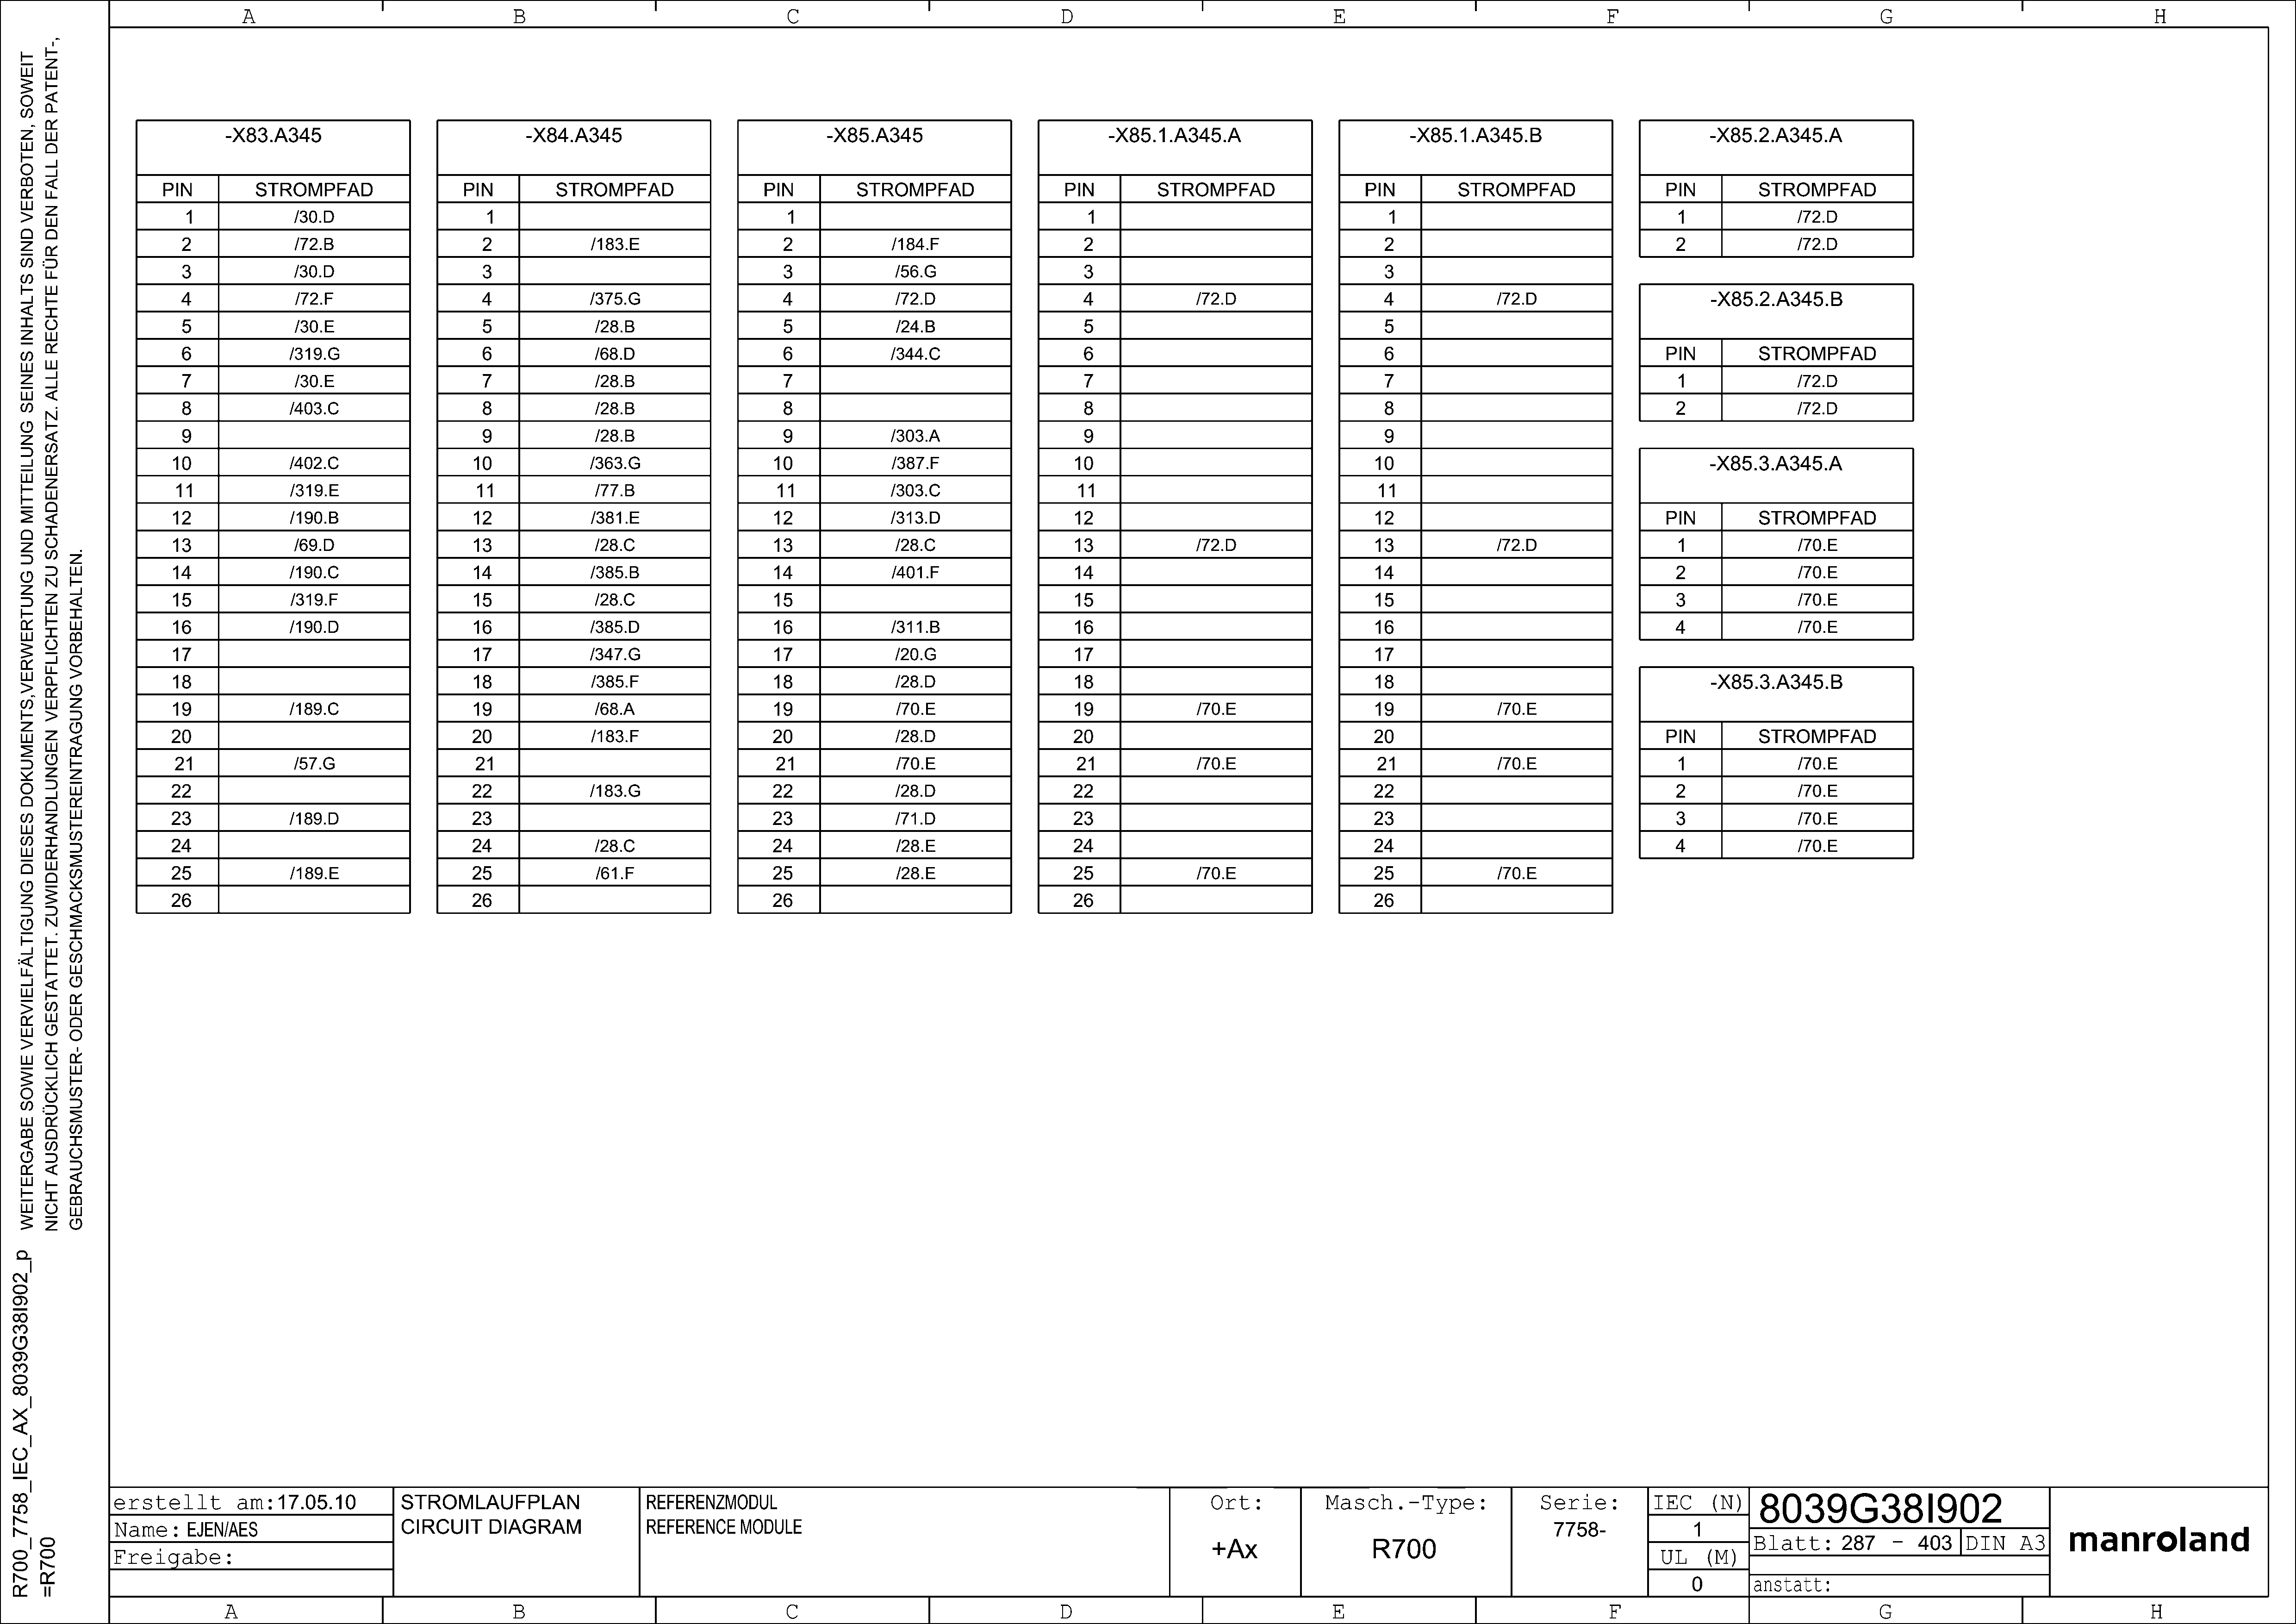 A B C D E F G H
-X83.A345 -X84.A345 -X85.A345 -X85.1.A345.A -X85.1.A345.B -X85.2.A345.A
PIN STROMPFAD PIN STROMPFAD PIN STROMPFAD PIN STROMPFAD PIN STROMPFAD PIN STROMPFAD
1 /30.D 1 1 1 1 1 /72.D
2 /72.B 2 /183.E 2 /184.F 2 2 2 /72.D
3 /30.D 3 3 /56.G 3 3
4 /72.F 4 /375.G 4 /72.D 4 /72.D 4 /72.D -X85.2.A345.B
5 /30.E 5 /28.B 5 /24.B 5 5
6 /319.G 6 /68.D 6 /344.C 6 6 PIN STROMPFAD
7 /30.E 7 /28.B 7 7 7 1 /72.D
8 /403.C 8 /28.B 8 8 8 2 /72.D
9 9 /28.B 9 /303.A 9 9
10 /402.C 10 /363.G 10 /387.F 10 10 -X85.3.A345.A
11 /319.E 11 /77.B 11 /303.C 11 11
12 /190.B 12 /381.E 12 /313.D 12 12 PIN STROMPFAD
13 /69.D 13 /28.C 13 /28.C 13 /72.D 13 /72.D 1 /70.E
14 /190.C 14 /385.B 14 /401.F 14 14 2 /70.E
15 /319.F 15 /28.C 15 15 15 3 /70.E
16 /190.D 16 /385.D 16 /311.B 16 16 4 /70.E
17 17 /347.G 17 /20.G 17 17
18 18 /385.F 18 /28.D 18 18 -X85.3.A345.B
19 /189.C 19 /68.A 19 /70.E 19 /70.E 19 /70.E
20 20 /183.F 20 /28.D 20 20 PIN STROMPFAD
21 /57.G 21 21 /70.E 21 /70.E 21 /70.E 1 /70.E
22 22 /183.G 22 /28.D 22 22 2 /70.E
23 /189.D 23 23 /71.D 23 23 3 /70.E
24 24 /28.C 24 /28.E 24 24 4 /70.E
25 /189.E 25 /61.F 25 /28.E 25 /70.E 25 /70.E
26 26 26 26 26
WEITERGABE SOWIE VERVIELFÄLTIGUNG DIESES DOKUMENTS,VERWERTUNG UND MITTEILUNG SEINES INHALTS SIND VERBOTEN, SOWEIT
NICHT AUSDRÜCKLICH GESTATTET. ZUWIDERHANDLUNGEN VERPFLICHTEN ZU SCHADENERSATZ. ALLE RECHTE FÜR DEN FALL DER PATENT-,
GEBRAUCHSMUSTER- ODER GESCHMACKSMUSTEREINTRAGUNG VORBEHALTEN.
R700_7758_IEC_AX_8039G38I902_p
=R700
erstellt am:17.05.10
Name: EJEN/AES
Freigabe:
STROMLAUFPLAN
CIRCUIT DIAGRAM
REFERENZMODUL
REFERENCE MODULE
Ort:
+Ax
Masch.-Type:
R700
Serie:
7758-
IEC (N)
1
UL (M)
0
8039G38I902
Blatt: 287 - 403 DIN A3
anstatt:
manroland
A B C D E F G H